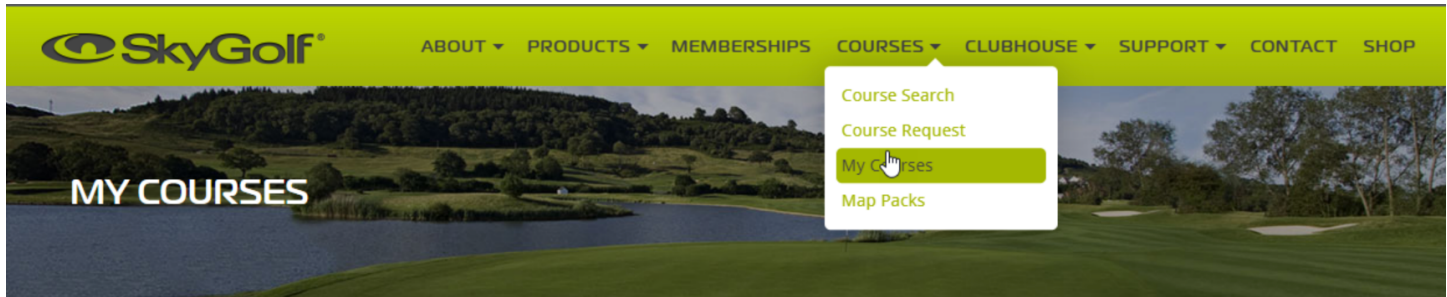 SkyGolf®
ABOUT PRODUCTS MEMBERSHIPS COURSES CLUBHOUSE SUPPORT CONTACT SHOP
Course Search
Course Request
My Courses
Map Packs
MY COURSES